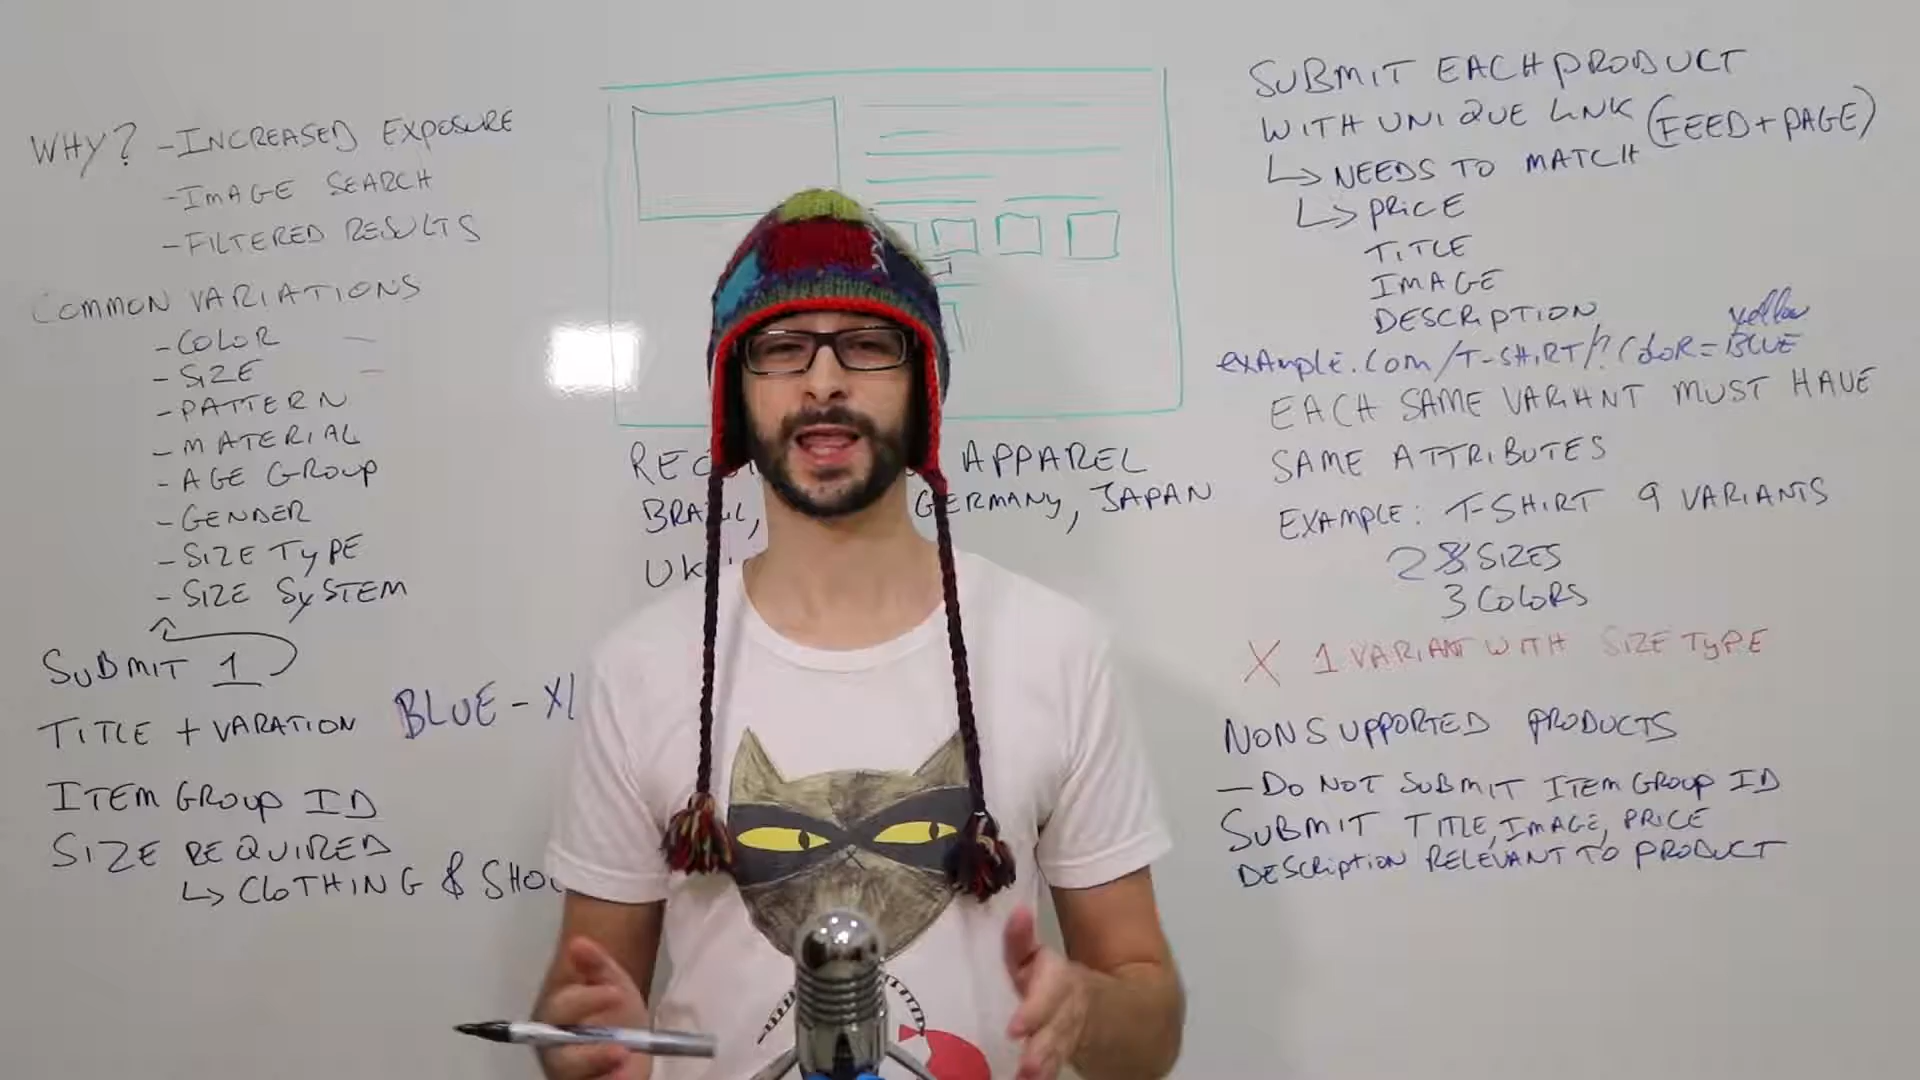 WHY? - INCREASED EXPOSURE
- IMAGE SEARCH
- FILTERED RESULTS
COMMON VARIATIONS
- COLOR
- SIZE
- PATTERN
- MATERIAL
- AGE GROUP
- GENDER
- SIZE TYPE
- SIZE SYSTEM
SUBMIT 1
TITLE + VARATION BLUE -
ITEM GROUP ID
SIZE REQUIRED
↳ CLOTHING &
APPAREL
GERMANY, JAPAN
UK
SUBMIT EACH PRODUCT
WITH UNIQUE LINK (FEED + PAGE)
↳ NEEDS TO MATCH
↳ PRICE
TITLE
IMAGE
DESCRIPTION
yellow
example.com/T-SHIRT/?COLOR=BLUE
EACH SAME VARIANT MUST HAVE
SAME ATTRIBUTES
EXAMPLE: T-SHIRT 9 VARIANTS
2 SIZES
3 COLORS
X 1 VARIANT WITH SIZE TYPE
NON SUPPORTED PRODUCTS
- DO NOT SUBMIT ITEM GROUP ID
SUBMIT TITLE, IMAGE, PRICE
DESCRIPTION RELEVANT TO PRODUCT